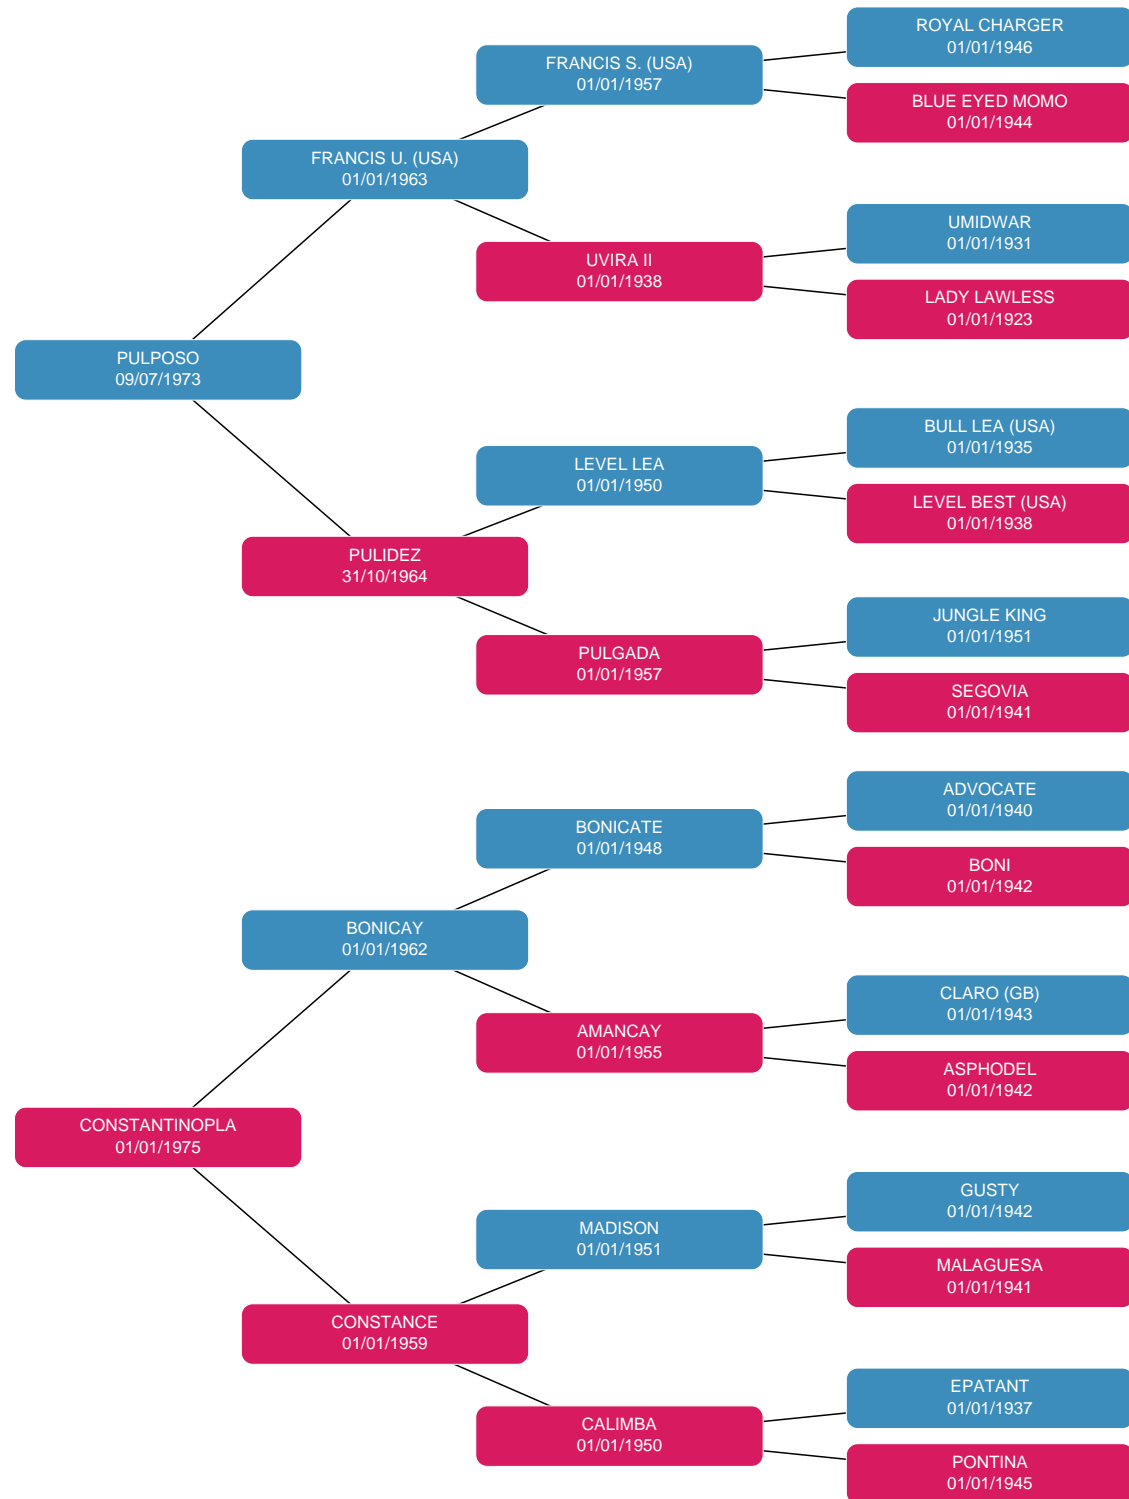 ROYAL CHARGER
01/01/1946
FRANCIS S. (USA)
01/01/1957
BLUE EYED MOMO
01/01/1944
FRANCIS U. (USA)
01/01/1963
UMIDWAR
01/01/1931
UVIRA II
01/01/1938
LADY LAWLESS
01/01/1923
PULPOSO
09/07/1973
BULL LEA (USA)
01/01/1935
LEVEL LEA
01/01/1950
LEVEL BEST (USA)
01/01/1938
PULIDEZ
31/10/1964
JUNGLE KING
01/01/1951
PULGADA
01/01/1957
SEGOVIA
01/01/1941
ADVOCATE
01/01/1940
BONICATE
01/01/1948
BONI
01/01/1942
BONICAY
01/01/1962
CLARO (GB)
01/01/1943
AMANCAY
01/01/1955
ASPHODEL
01/01/1942
CONSTANTINOPLA
01/01/1975
GUSTY
01/01/1942
MADISON
01/01/1951
MALAGUESA
01/01/1941
CONSTANCE
01/01/1959
EPATANT
01/01/1937
CALIMBA
01/01/1950
PONTINA
01/01/1945